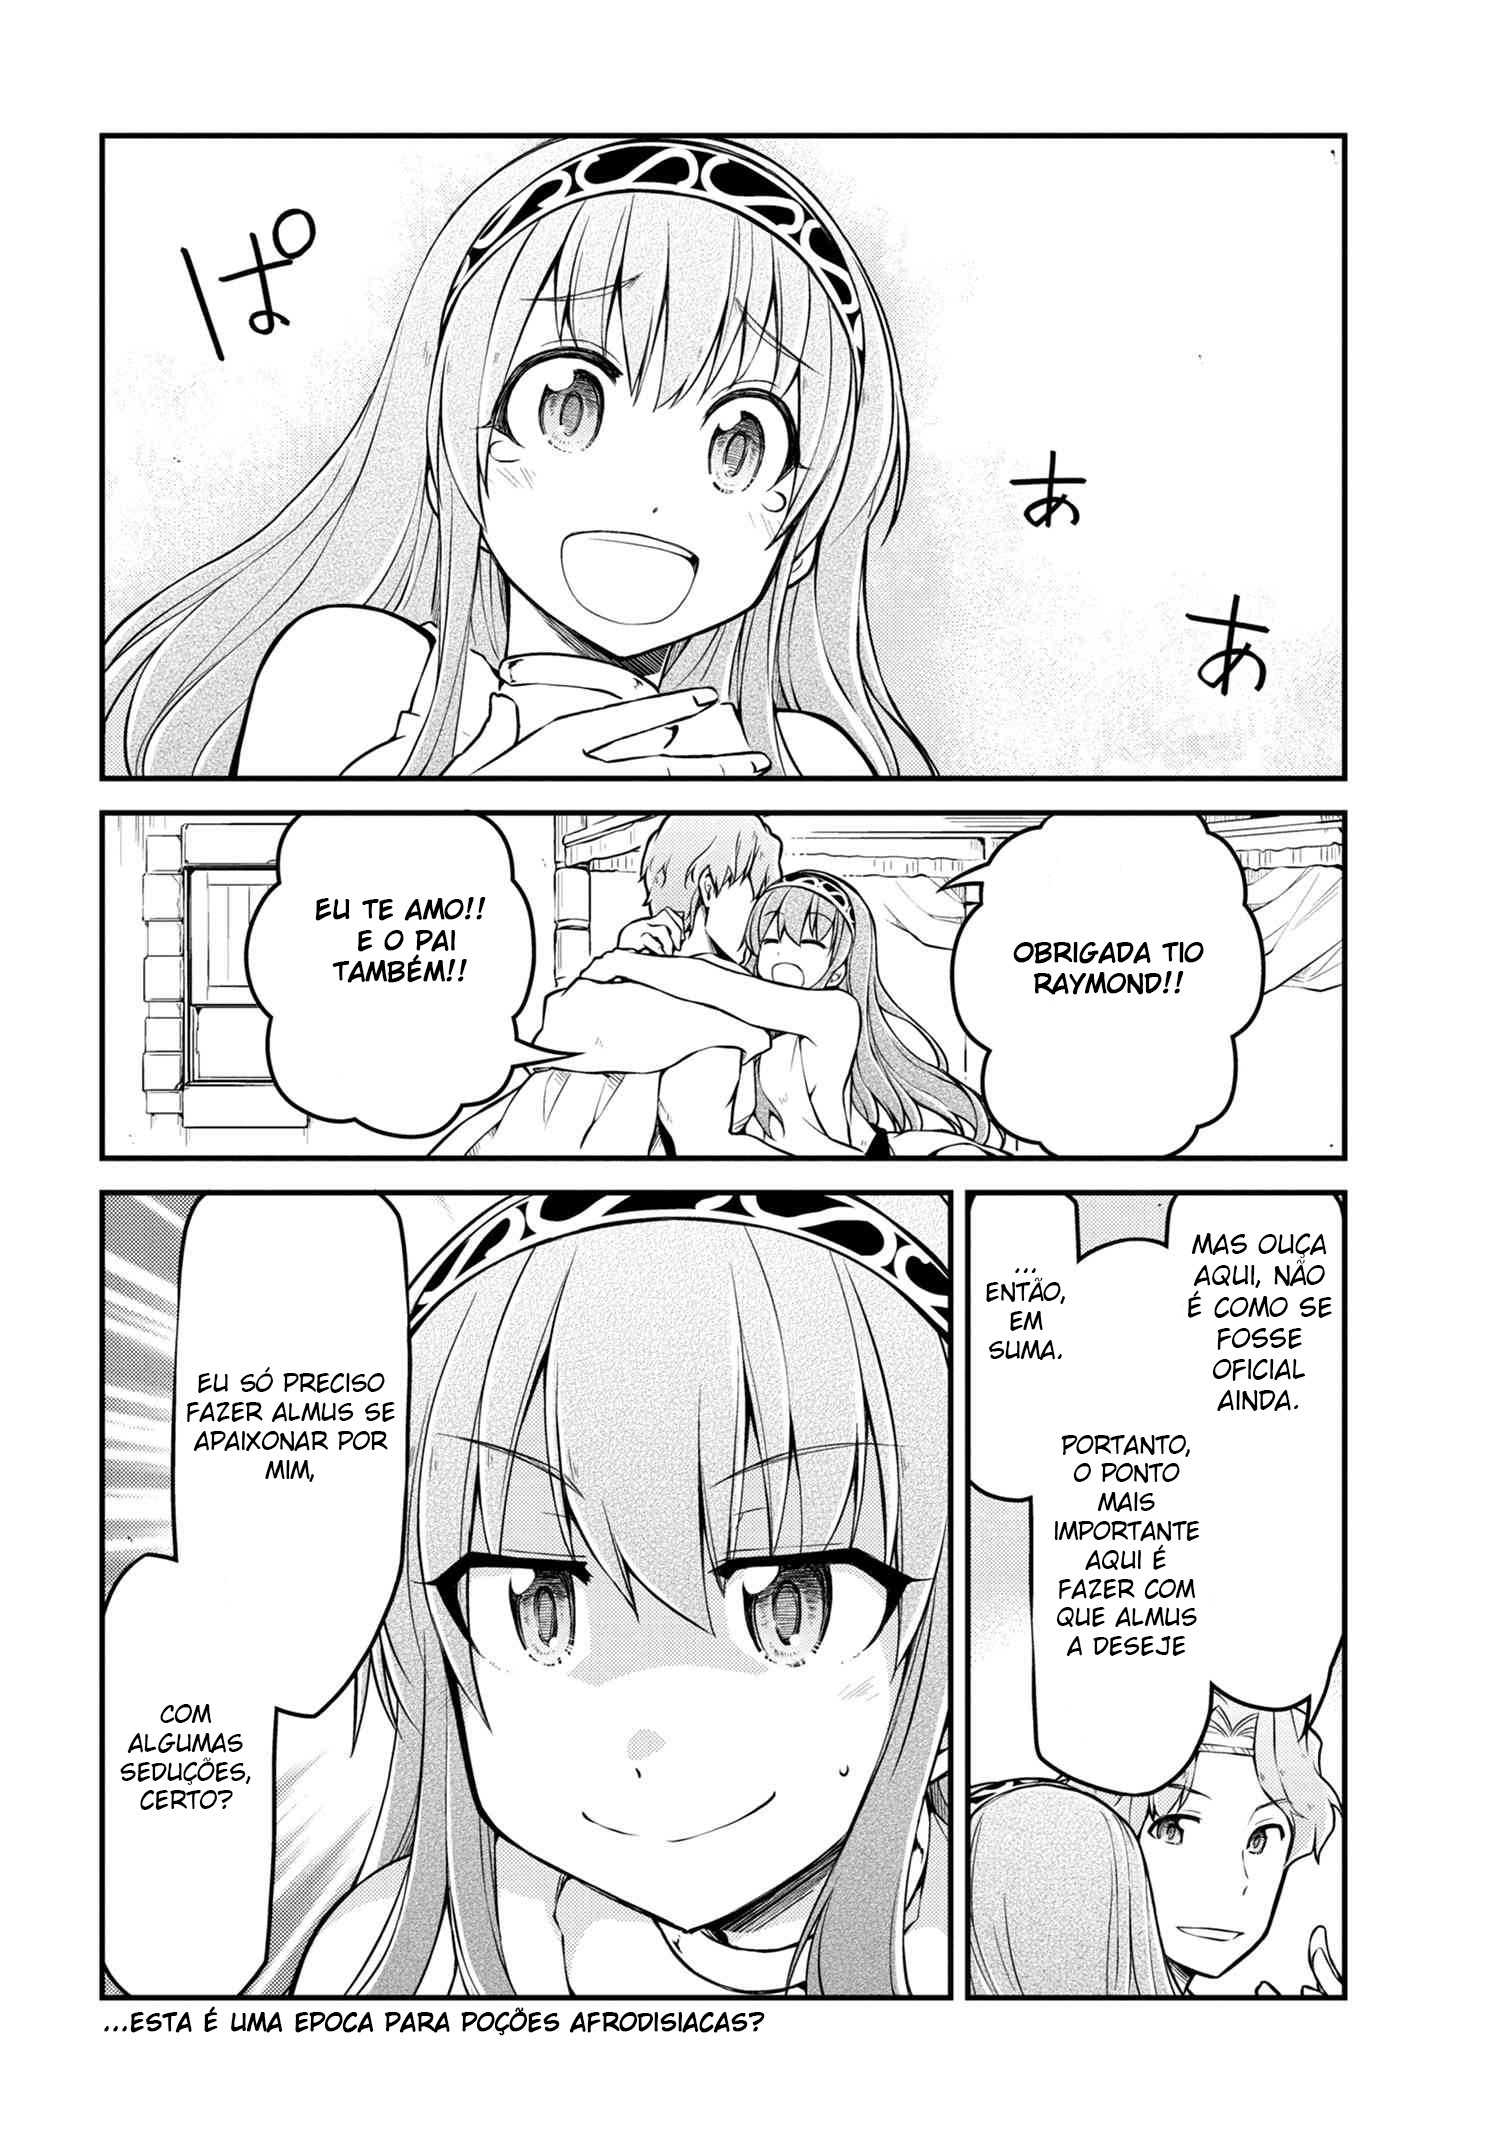 ぱ
あ
あ
OBRIGADA TIO
RAYMOND!!
EU TE AMO!!
E O PAI
TAMBÉM!!
MAS OUÇA
AQUI, NÃO
É COMO SE
FOSSE
OFICIAL
AINDA.
PORTANTO,
O PONTO
MAIS
IMPORTANTE
AQUI É
FAZER COM
QUE ALMUS
A DESEJE
...
ENTÃO,
EM
SUMA.
EU SÓ PRECISO
FAZER ALMUS SE
APAIXONAR POR
MIM,
COM
ALGUMAS
SEDUÇÕES,
CERTO?
...ESTA É UMA EPOCA PARA POÇÕES AFRODISIACAS?